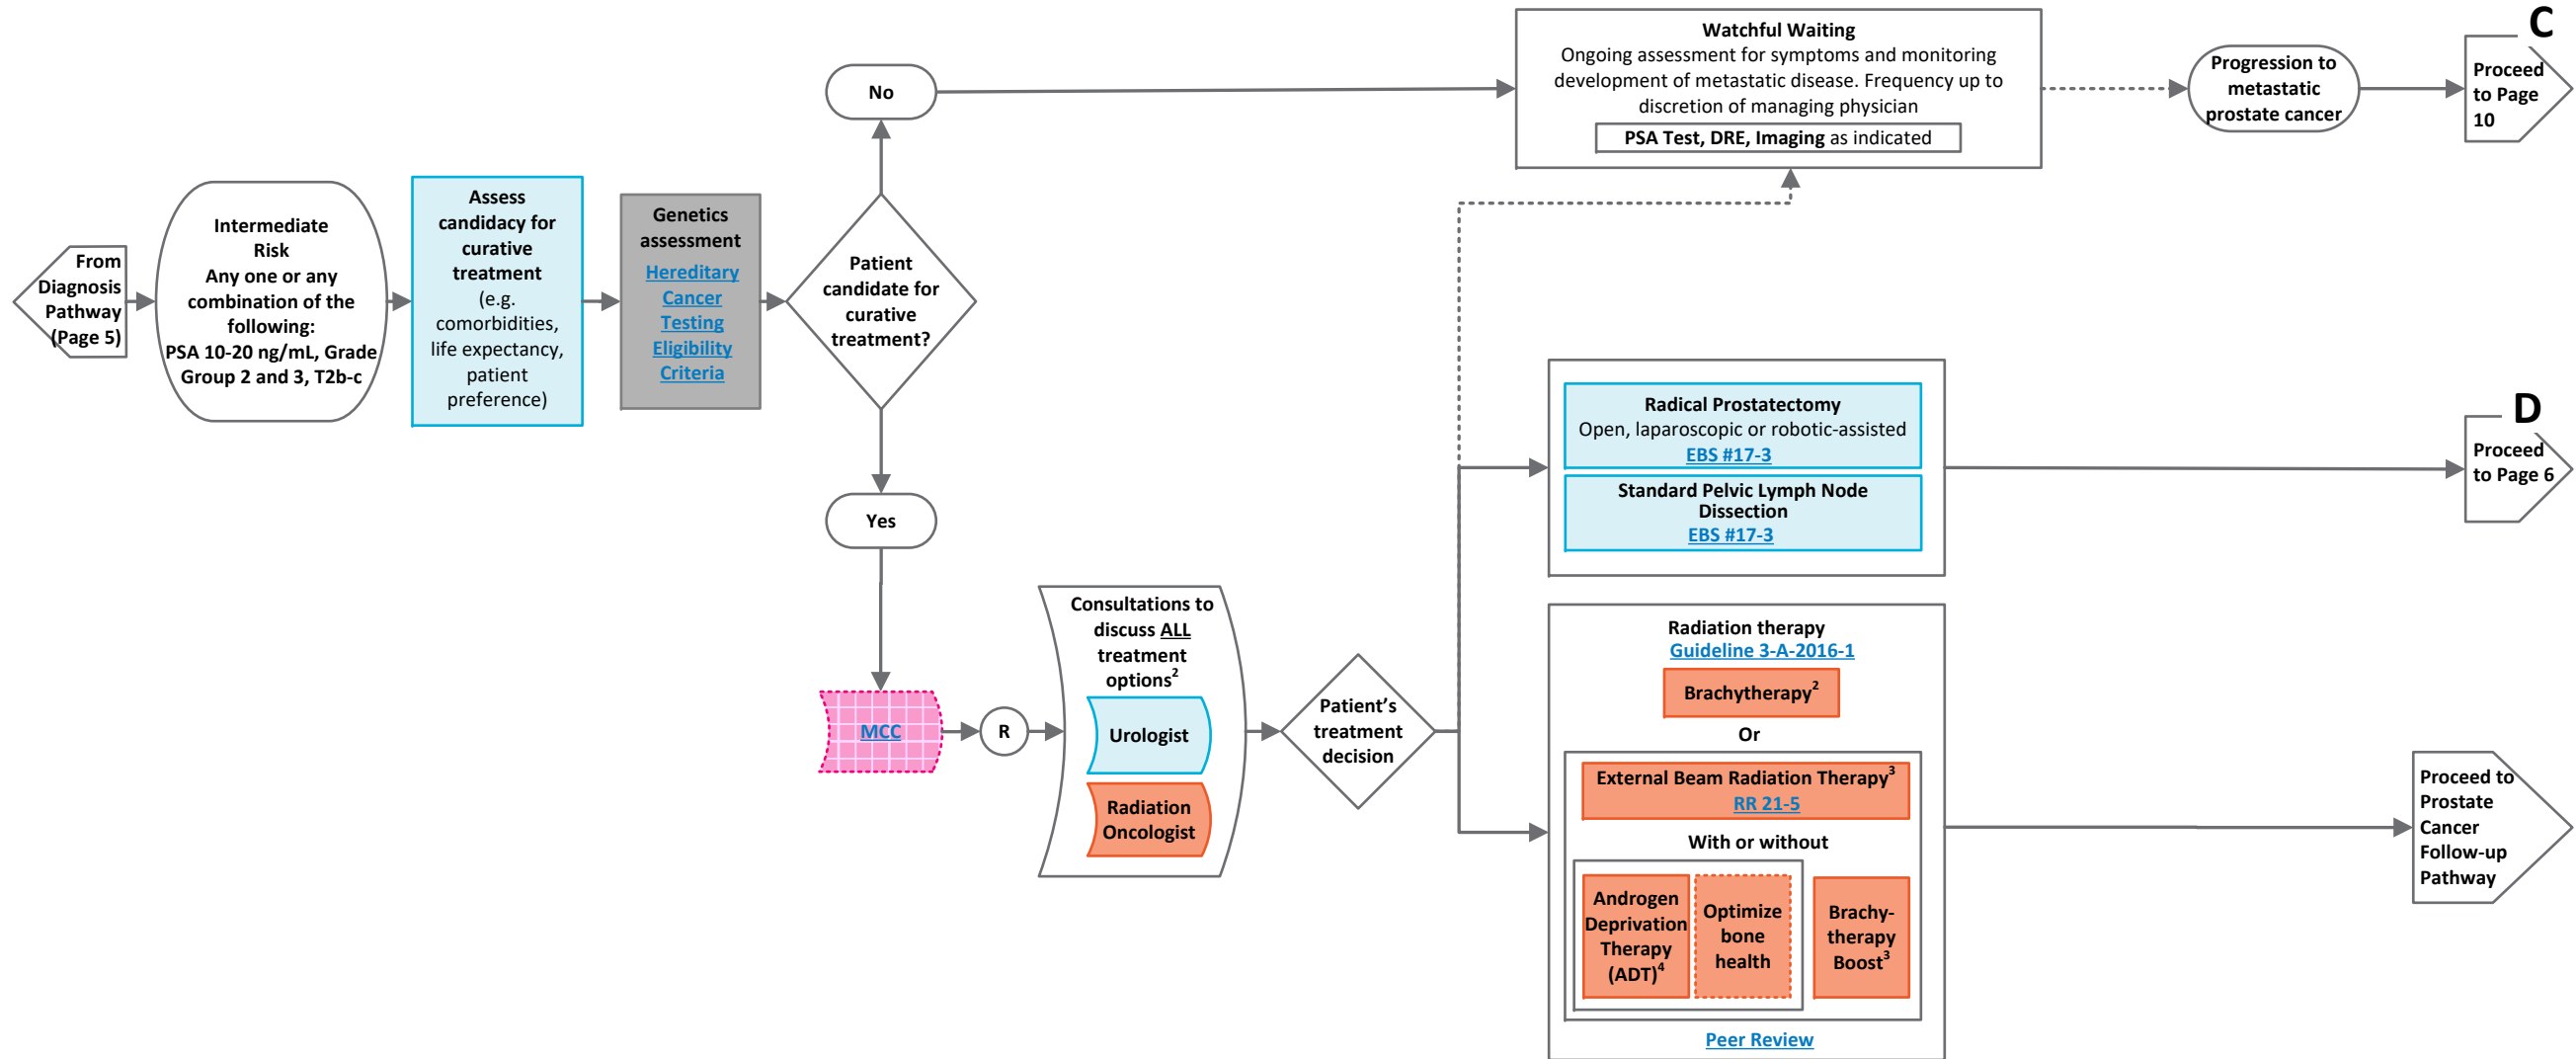 From
Diagnosis
Pathway
(Page 5)
Intermediate
Risk
Any one or any
combination of the
following:
PSA 10-20 ng/mL, Grade
Group 2 and 3, T2b-c
Assess
candidacy for
curative
treatment
(e.g.
comorbidities,
life expectancy,
patient
preference)
Genetics
assessment
Hereditary
Cancer
Testing
Eligibility
Criteria
Patient
candidate for
curative
treatment?
No
Watchful Waiting
Ongoing assessment for symptoms and monitoring
development of metastatic disease. Frequency up to
discretion of managing physician
PSA Test, DRE, Imaging as indicated
Progression to
metastatic
prostate cancer
C
Proceed
to Page
10
Yes
MCC
R
Consultations to
discuss ALL
treatment
options²
Urologist
Radiation
Oncologist
Patient’s
treatment
decision
Radical Prostatectomy
Open, laparoscopic or robotic-assisted
EBS #17-3
Standard Pelvic Lymph Node
Dissection
EBS #17-3
D
Proceed
to Page 6
Radiation therapy
Guideline 3-A-2016-1
Brachytherapy²
Or
External Beam Radiation Therapy³
RR 21-5
With or without
Androgen
Deprivation
Therapy
(ADT)⁴
Optimize
bone
health
Brachy-
therapy
Boost³
Peer Review
Proceed to
Prostate
Cancer
Follow-up
Pathway